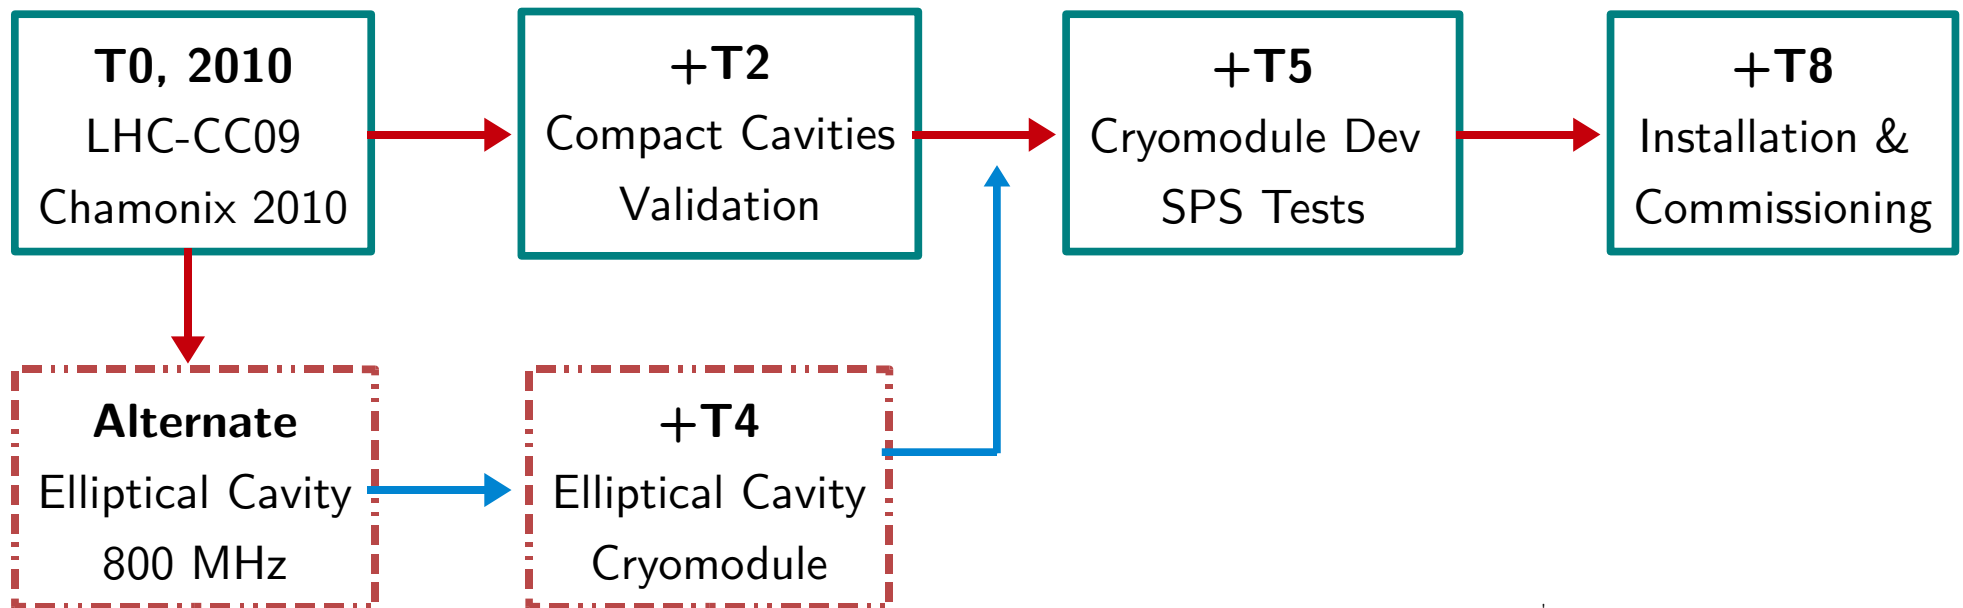 T0, 2010
LHC-CC09
Chamonix 2010
+T2
Compact Cavities
Validation
+T5
Cryomodule Dev
SPS Tests
+T8
Installation &
Commissioning
Alternate
Elliptical Cavity
800 MHz
+T4
Elliptical Cavity
Cryomodule